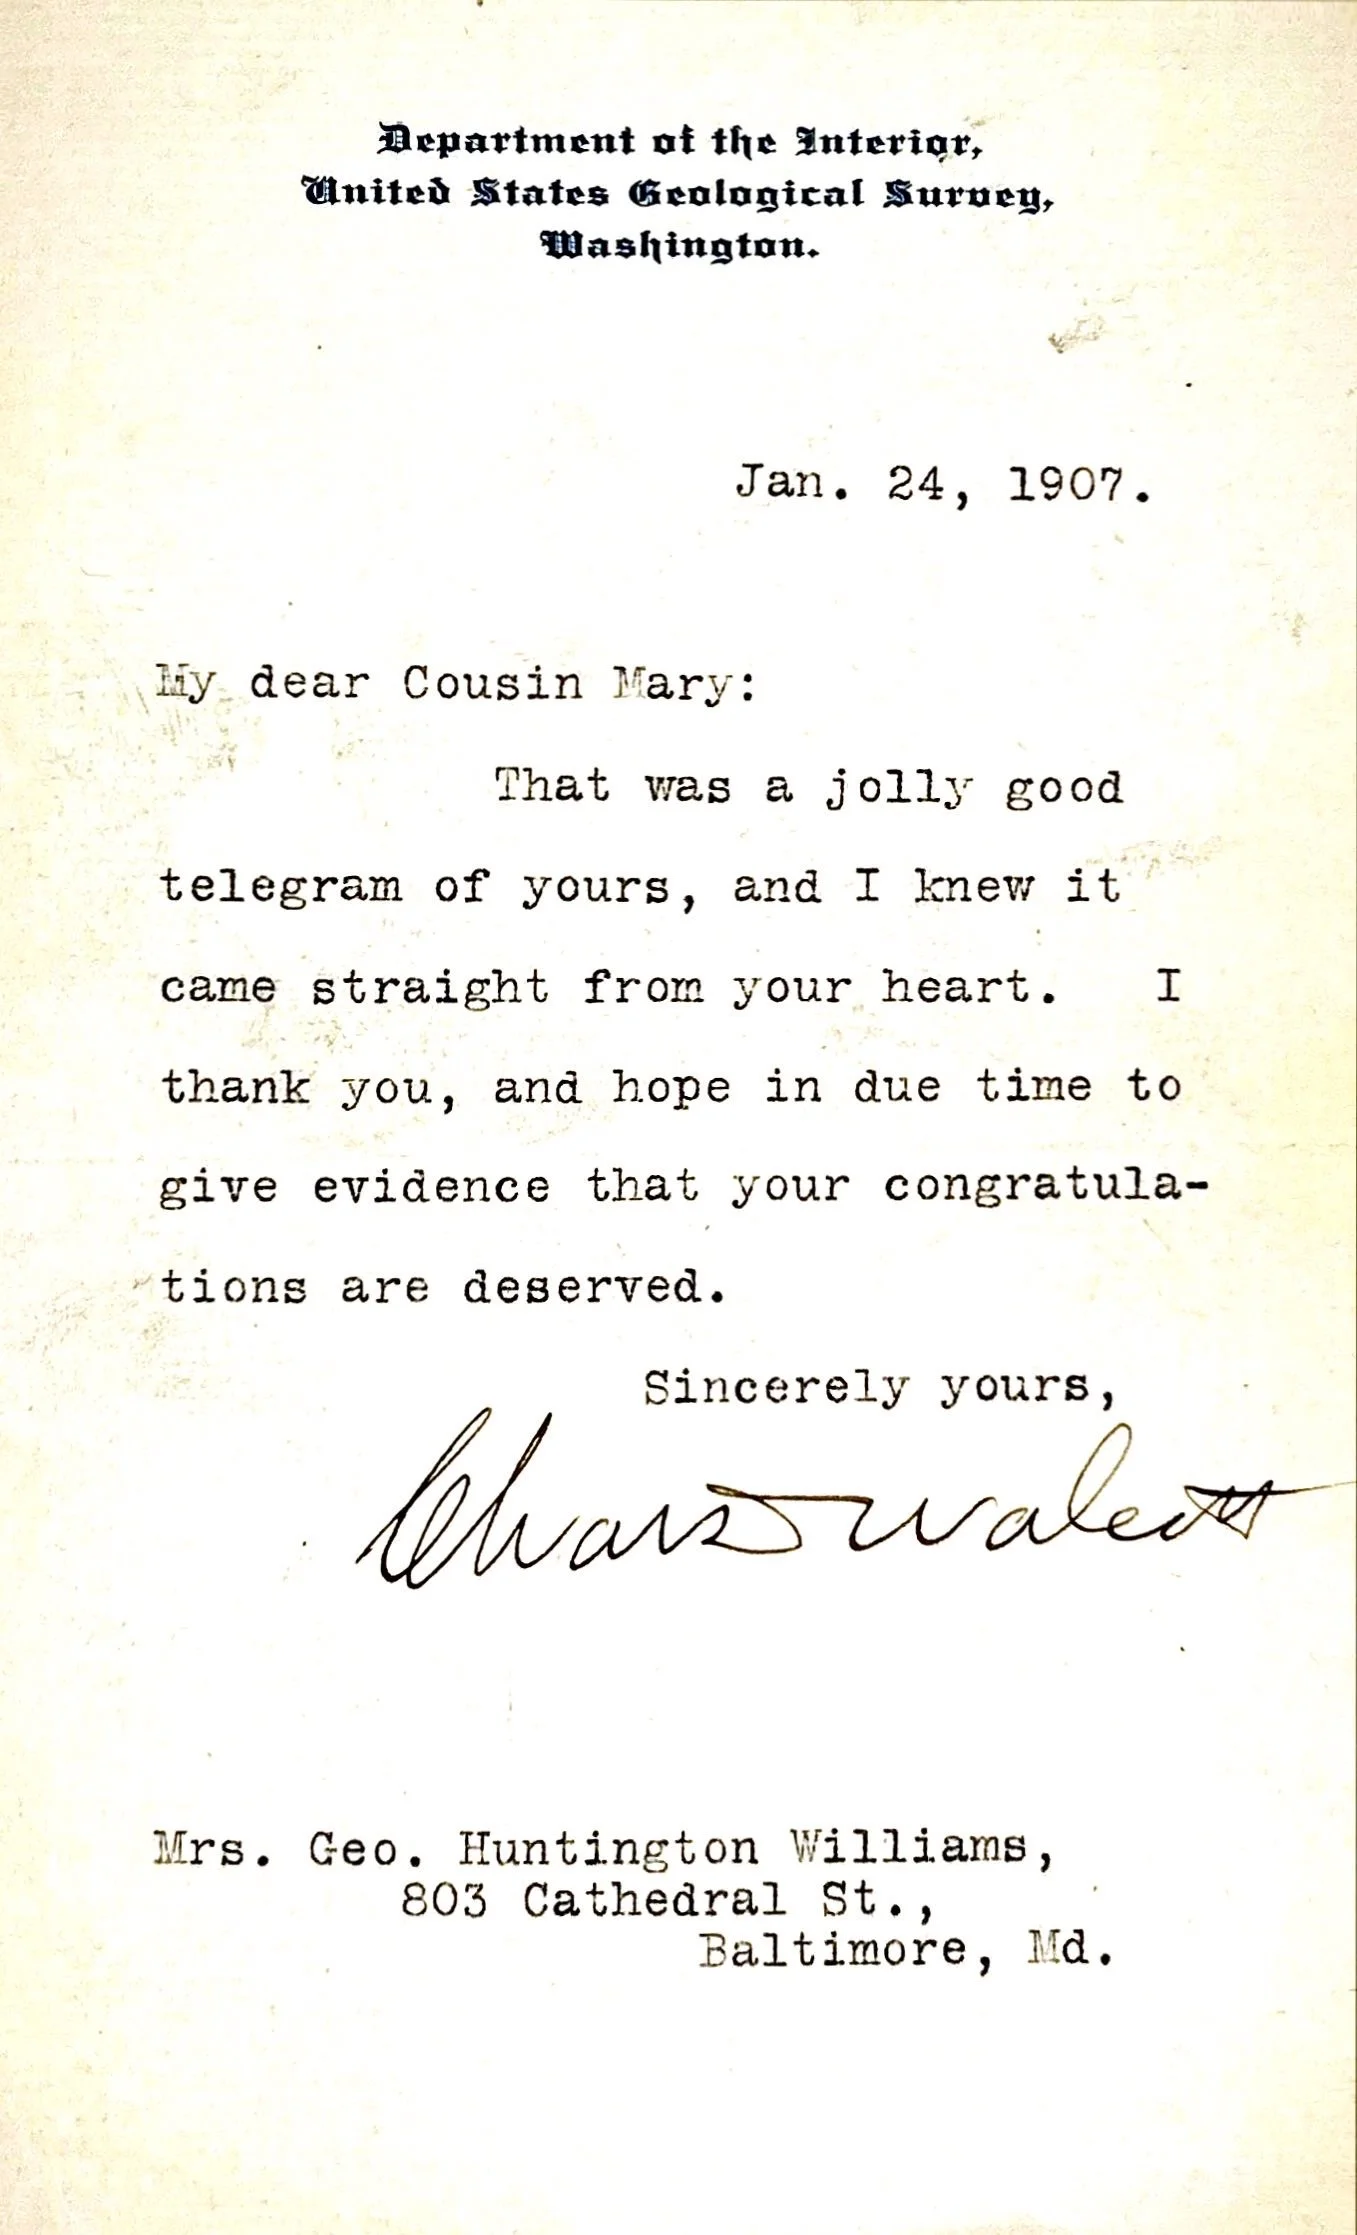 Department of the Interior,
United States Geological Survey,
Washington.
Jan. 24, 1907.
My dear Cousin Mary:
That was a jolly good
telegram of yours, and I knew it
came straight from your heart. I
thank you, and hope in due time to
give evidence that your congratula-
tions are deserved.
Sincerely yours,
Chas D Walcott
Mrs. Geo. Huntington Williams,
803 Cathedral St.,
Baltimore, Md.